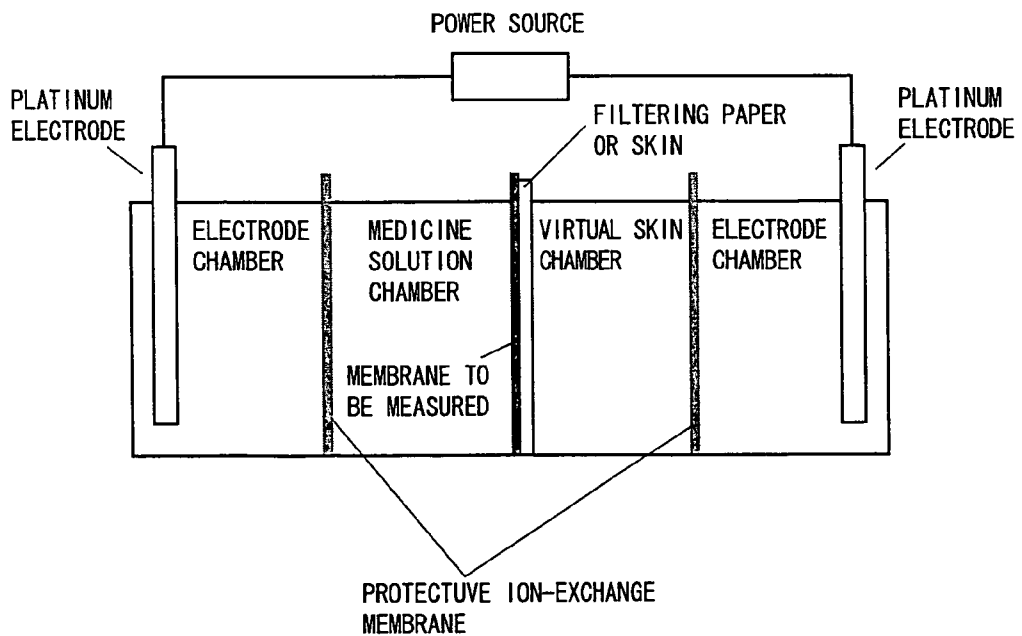 POWER SOURCE
PLATINUM
ELECTRODE
FILTERING PAPER
OR SKIN
PLATINUM
ELECTRODE
ELECTRODE
CHAMBER
MEDICINE
SOLUTION
CHAMBER
VIRTUAL SKIN
CHAMBER
ELECTRODE
CHAMBER
MEMBRANE TO
BE MEASURED
PROTECTUVE ION-EXCHANGE
MEMBRANE